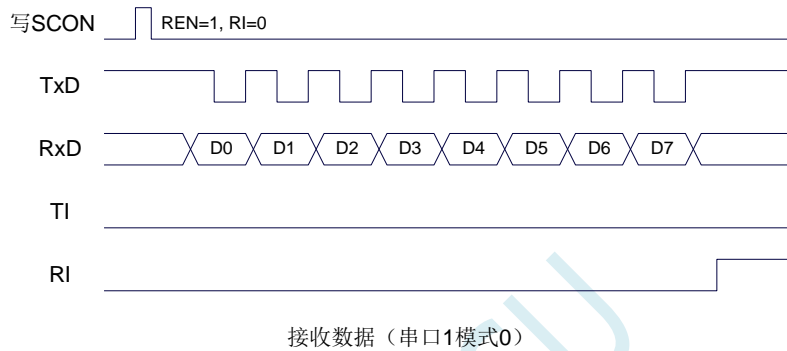 写SCON REN=1, RI=0
TxD
RxD D0 D1 D2 D3 D4 D5 D6 D7
TI
RI
接收数据（串口1模式0）